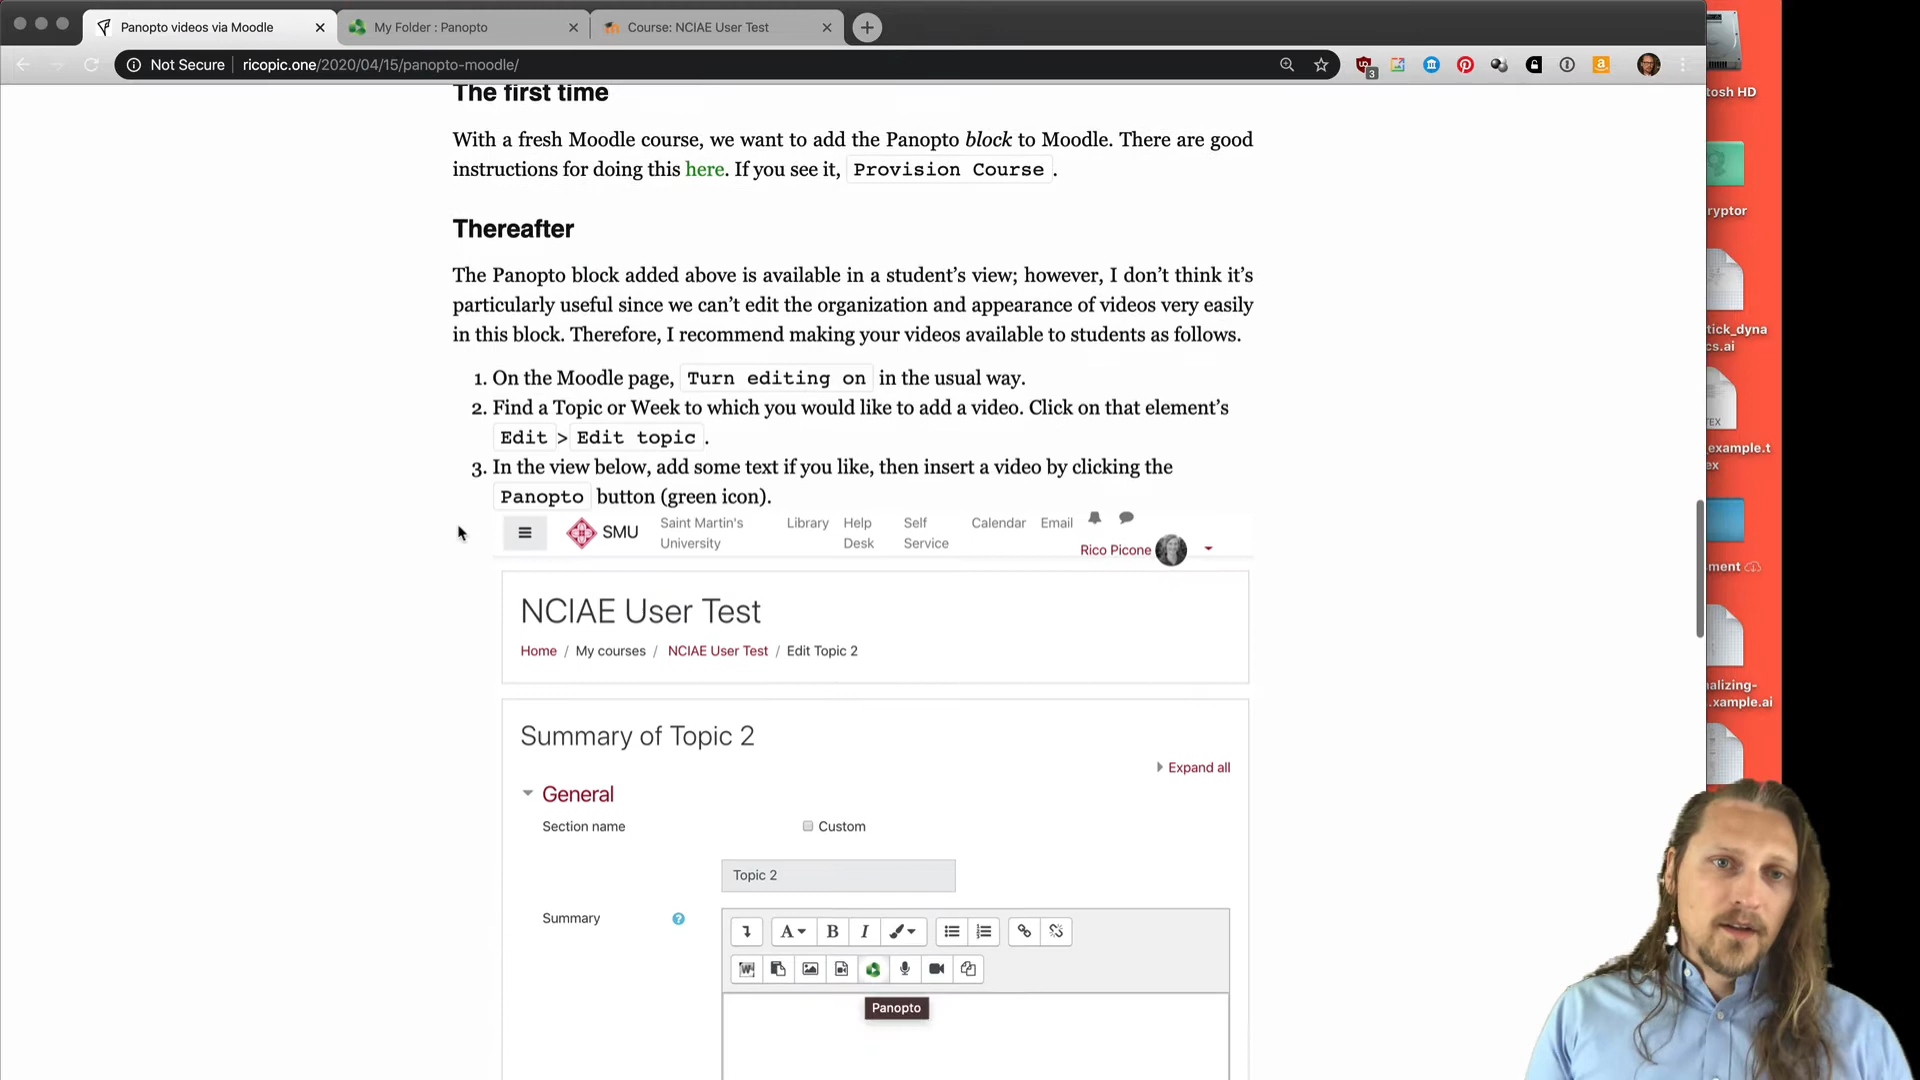 Panopto videos via Moodle
My Folder : Panopto
Course: NCIAE User Test
Not Secure
ricopic.one/2020/04/15/panopto-moodle/
3
The first time
With a fresh Moodle course, we want to add the Panopto block to Moodle. There are good
instructions for doing this here. If you see it, Provision Course .
Thereafter
The Panopto block added above is available in a student’s view; however, I don’t think it’s
particularly useful since we can’t edit the organization and appearance of videos very easily
in this block. Therefore, I recommend making your videos available to students as follows.
1. On the Moodle page, Turn editing on in the usual way.
2. Find a Topic or Week to which you would like to add a video. Click on that element’s
Edit > Edit topic .
3. In the view below, add some text if you like, then insert a video by clicking the
Panopto button (green icon).
SMU
Saint Martin's
University
Library
Help
Desk
Self
Service
Calendar
Email
Rico Picone
NCIAE User Test
Home / My courses / NCIAE User Test / Edit Topic 2
Summary of Topic 2
Expand all
General
Section name
Custom
Topic 2
Summary
?
A
B
I
W
Panopto
tosh HD
ryptor
tick_dyna
cs.ai
TEX
example.t
ex
ment
alizing-
.xample.ai